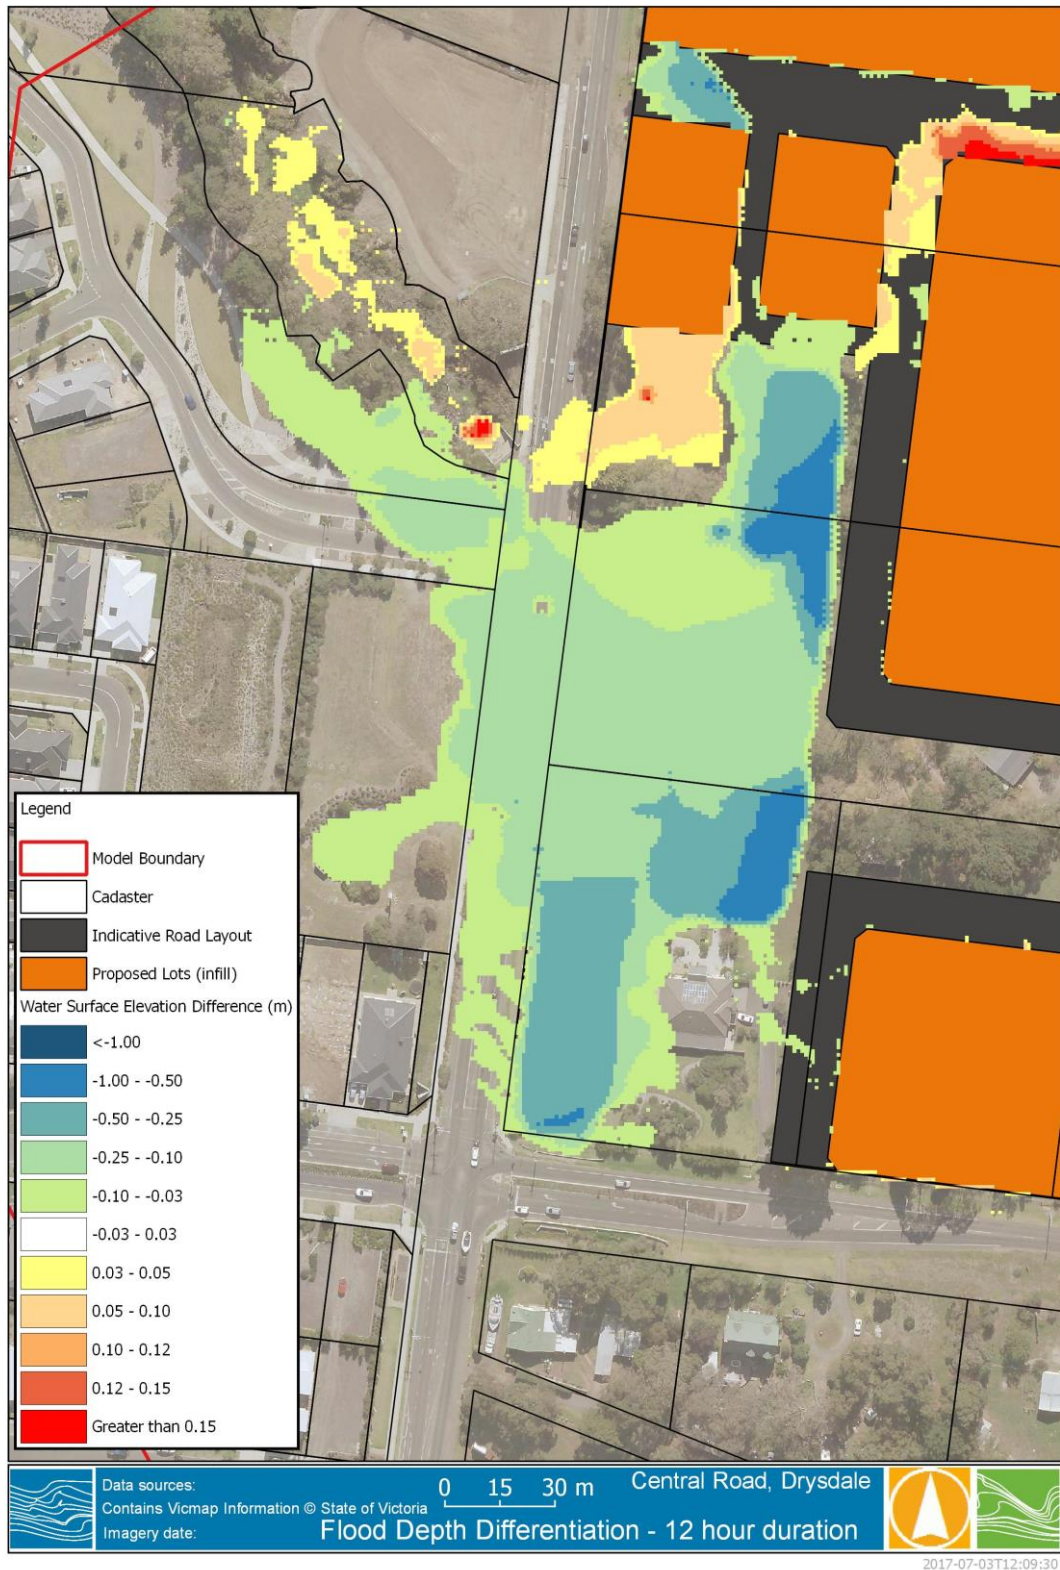 Legend
Model Boundary
Cadaster
Indicative Road Layout
Proposed Lots (infill)
Water Surface Elevation Difference (m)
<-1.00
-1.00 - -0.50
-0.50 - -0.25
-0.25 - -0.10
-0.10 - -0.03
-0.03 - 0.03
0.03 - 0.05
0.05 - 0.10
0.10 - 0.12
0.12 - 0.15
Greater than 0.15
Data sources:
Contains Vicmap Information © State of Victoria
Imagery date:
0 15 30 m
Central Road, Drysdale
Flood Depth Differentiation - 12 hour duration
2017-07-03T12:09:30